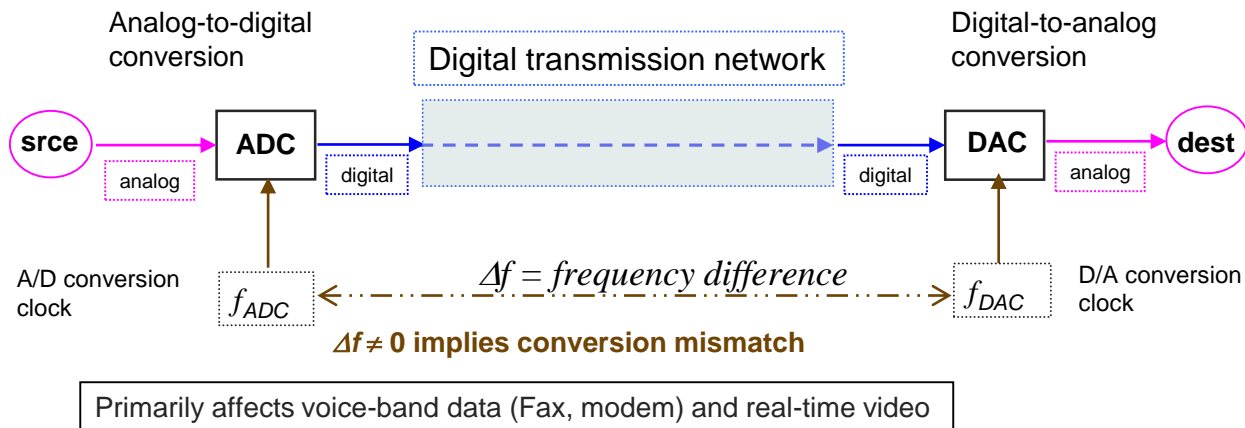 Analog-to-digital
conversion
Digital-to-analog
conversion
Digital transmission network
srce
ADC
DAC
dest
analog
digital
digital
analog
A/D conversion
clock
f_ADC
Δf = frequency difference
f_DAC
D/A conversion
clock
Δf ≠ 0 implies conversion mismatch
Primarily affects voice-band data (Fax, modem) and real-time video